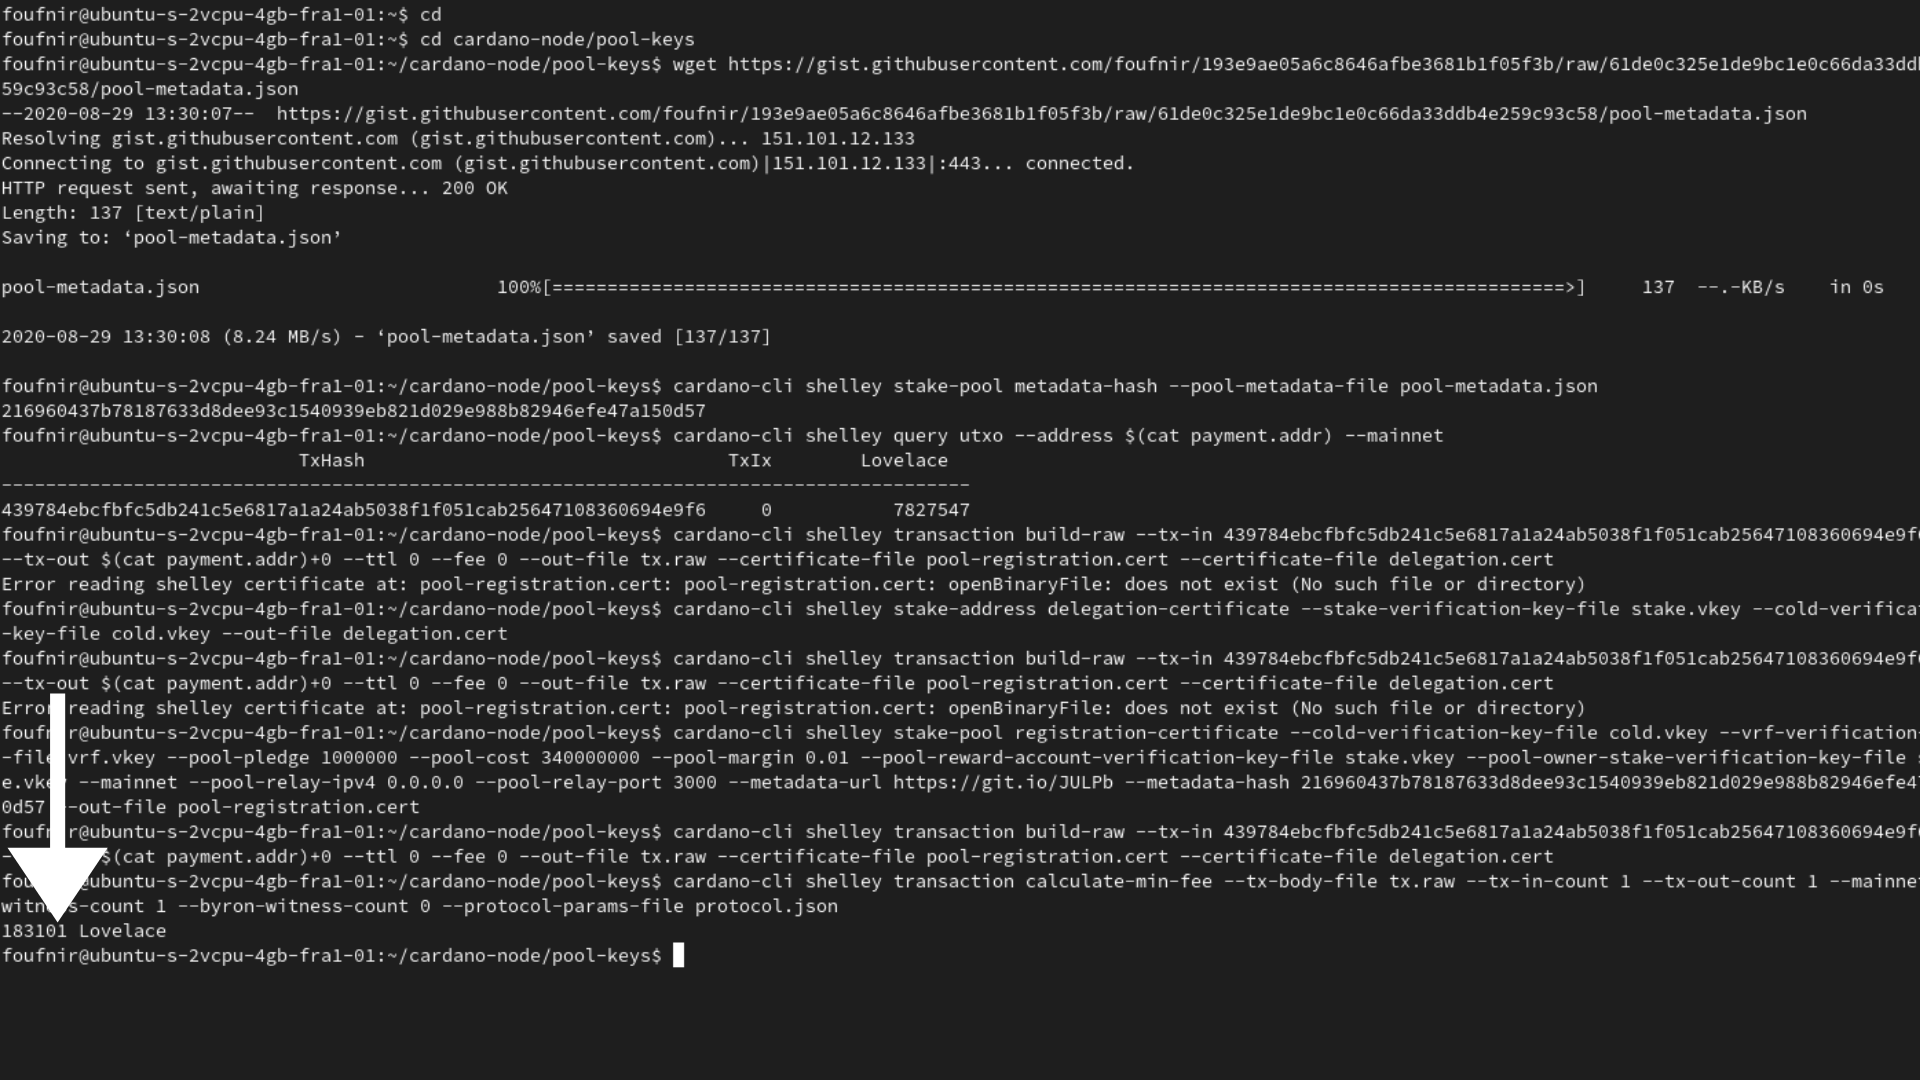 foufnir@ubuntu-s-2vcpu-4gb-fra1-01:~$ cd
foufnir@ubuntu-s-2vcpu-4gb-fra1-01:~$ cd cardano-node/pool-keys
foufnir@ubuntu-s-2vcpu-4gb-fra1-01:~/cardano-node/pool-keys$ wget https://gist.githubusercontent.com/foufnir/193e9ae05a6c8646afbe3681b1f05f3b/raw/61de0c325e1de9bc1e0c66da33dd
59c93c58/pool-metadata.json
--2020-08-29 13:30:07--  https://gist.githubusercontent.com/foufnir/193e9ae05a6c8646afbe3681b1f05f3b/raw/61de0c325e1de9bc1e0c66da33ddb4e259c93c58/pool-metadata.json
Resolving gist.githubusercontent.com (gist.githubusercontent.com)... 151.101.12.133
Connecting to gist.githubusercontent.com (gist.githubusercontent.com)|151.101.12.133|:443... connected.
HTTP request sent, awaiting response... 200 OK
Length: 137 [text/plain]
Saving to: ‘pool-metadata.json’
pool-metadata.json 100%[============================================================================================>] 137 --.-KB/s in 0s
2020-08-29 13:30:08 (8.24 MB/s) - ‘pool-metadata.json’ saved [137/137]
foufnir@ubuntu-s-2vcpu-4gb-fra1-01:~/cardano-node/pool-keys$ cardano-cli shelley stake-pool metadata-hash --pool-metadata-file pool-metadata.json
216960437b78187633d8dee93c1540939eb821d029e988b82946efe47a150d57
foufnir@ubuntu-s-2vcpu-4gb-fra1-01:~/cardano-node/pool-keys$ cardano-cli shelley query utxo --address $(cat payment.addr) --mainnet
TxHash TxIx Lovelace
----------------------------------------------------------------------------------------
439784ebcfbfc5db241c5e6817a1a24ab5038f1f051cab25647108360694e9f6 0 7827547
foufnir@ubuntu-s-2vcpu-4gb-fra1-01:~/cardano-node/pool-keys$ cardano-cli shelley transaction build-raw --tx-in 439784ebcfbfc5db241c5e6817a1a24ab5038f1f051cab25647108360694e9f
--tx-out $(cat payment.addr)+0 --ttl 0 --fee 0 --out-file tx.raw --certificate-file pool-registration.cert --certificate-file delegation.cert
Error reading shelley certificate at: pool-registration.cert: pool-registration.cert: openBinaryFile: does not exist (No such file or directory)
foufnir@ubuntu-s-2vcpu-4gb-fra1-01:~/cardano-node/pool-keys$ cardano-cli shelley stake-address delegation-certificate --stake-verification-key-file stake.vkey --cold-verifica
-key-file cold.vkey --out-file delegation.cert
foufnir@ubuntu-s-2vcpu-4gb-fra1-01:~/cardano-node/pool-keys$ cardano-cli shelley transaction build-raw --tx-in 439784ebcfbfc5db241c5e6817a1a24ab5038f1f051cab25647108360694e9f
--tx-out $(cat payment.addr)+0 --ttl 0 --fee 0 --out-file tx.raw --certificate-file pool-registration.cert --certificate-file delegation.cert
Error reading shelley certificate at: pool-registration.cert: pool-registration.cert: openBinaryFile: does not exist (No such file or directory)
foufnir@ubuntu-s-2vcpu-4gb-fra1-01:~/cardano-node/pool-keys$ cardano-cli shelley stake-pool registration-certificate --cold-verification-key-file cold.vkey --vrf-verification
-file vrf.vkey --pool-pledge 1000000 --pool-cost 340000000 --pool-margin 0.01 --pool-reward-account-verification-key-file stake.vkey --pool-owner-stake-verification-key-file
e.vkey --mainnet --pool-relay-ipv4 0.0.0.0 --pool-relay-port 3000 --metadata-url https://git.io/JULPb --metadata-hash 216960437b78187633d8dee93c1540939eb821d029e988b82946efe4
0d57 --out-file pool-registration.cert
foufnir@ubuntu-s-2vcpu-4gb-fra1-01:~/cardano-node/pool-keys$ cardano-cli shelley transaction build-raw --tx-in 439784ebcfbfc5db241c5e6817a1a24ab5038f1f051cab25647108360694e9f
$(cat payment.addr)+0 --ttl 0 --fee 0 --out-file tx.raw --certificate-file pool-registration.cert --certificate-file delegation.cert
@ubuntu-s-2vcpu-4gb-fra1-01:~/cardano-node/pool-keys$ cardano-cli shelley transaction calculate-min-fee --tx-body-file tx.raw --tx-in-count 1 --tx-out-count 1 --mainne
witness-count 1 --byron-witness-count 0 --protocol-params-file protocol.json
183101 Lovelace
foufnir@ubuntu-s-2vcpu-4gb-fra1-01:~/cardano-node/pool-keys$